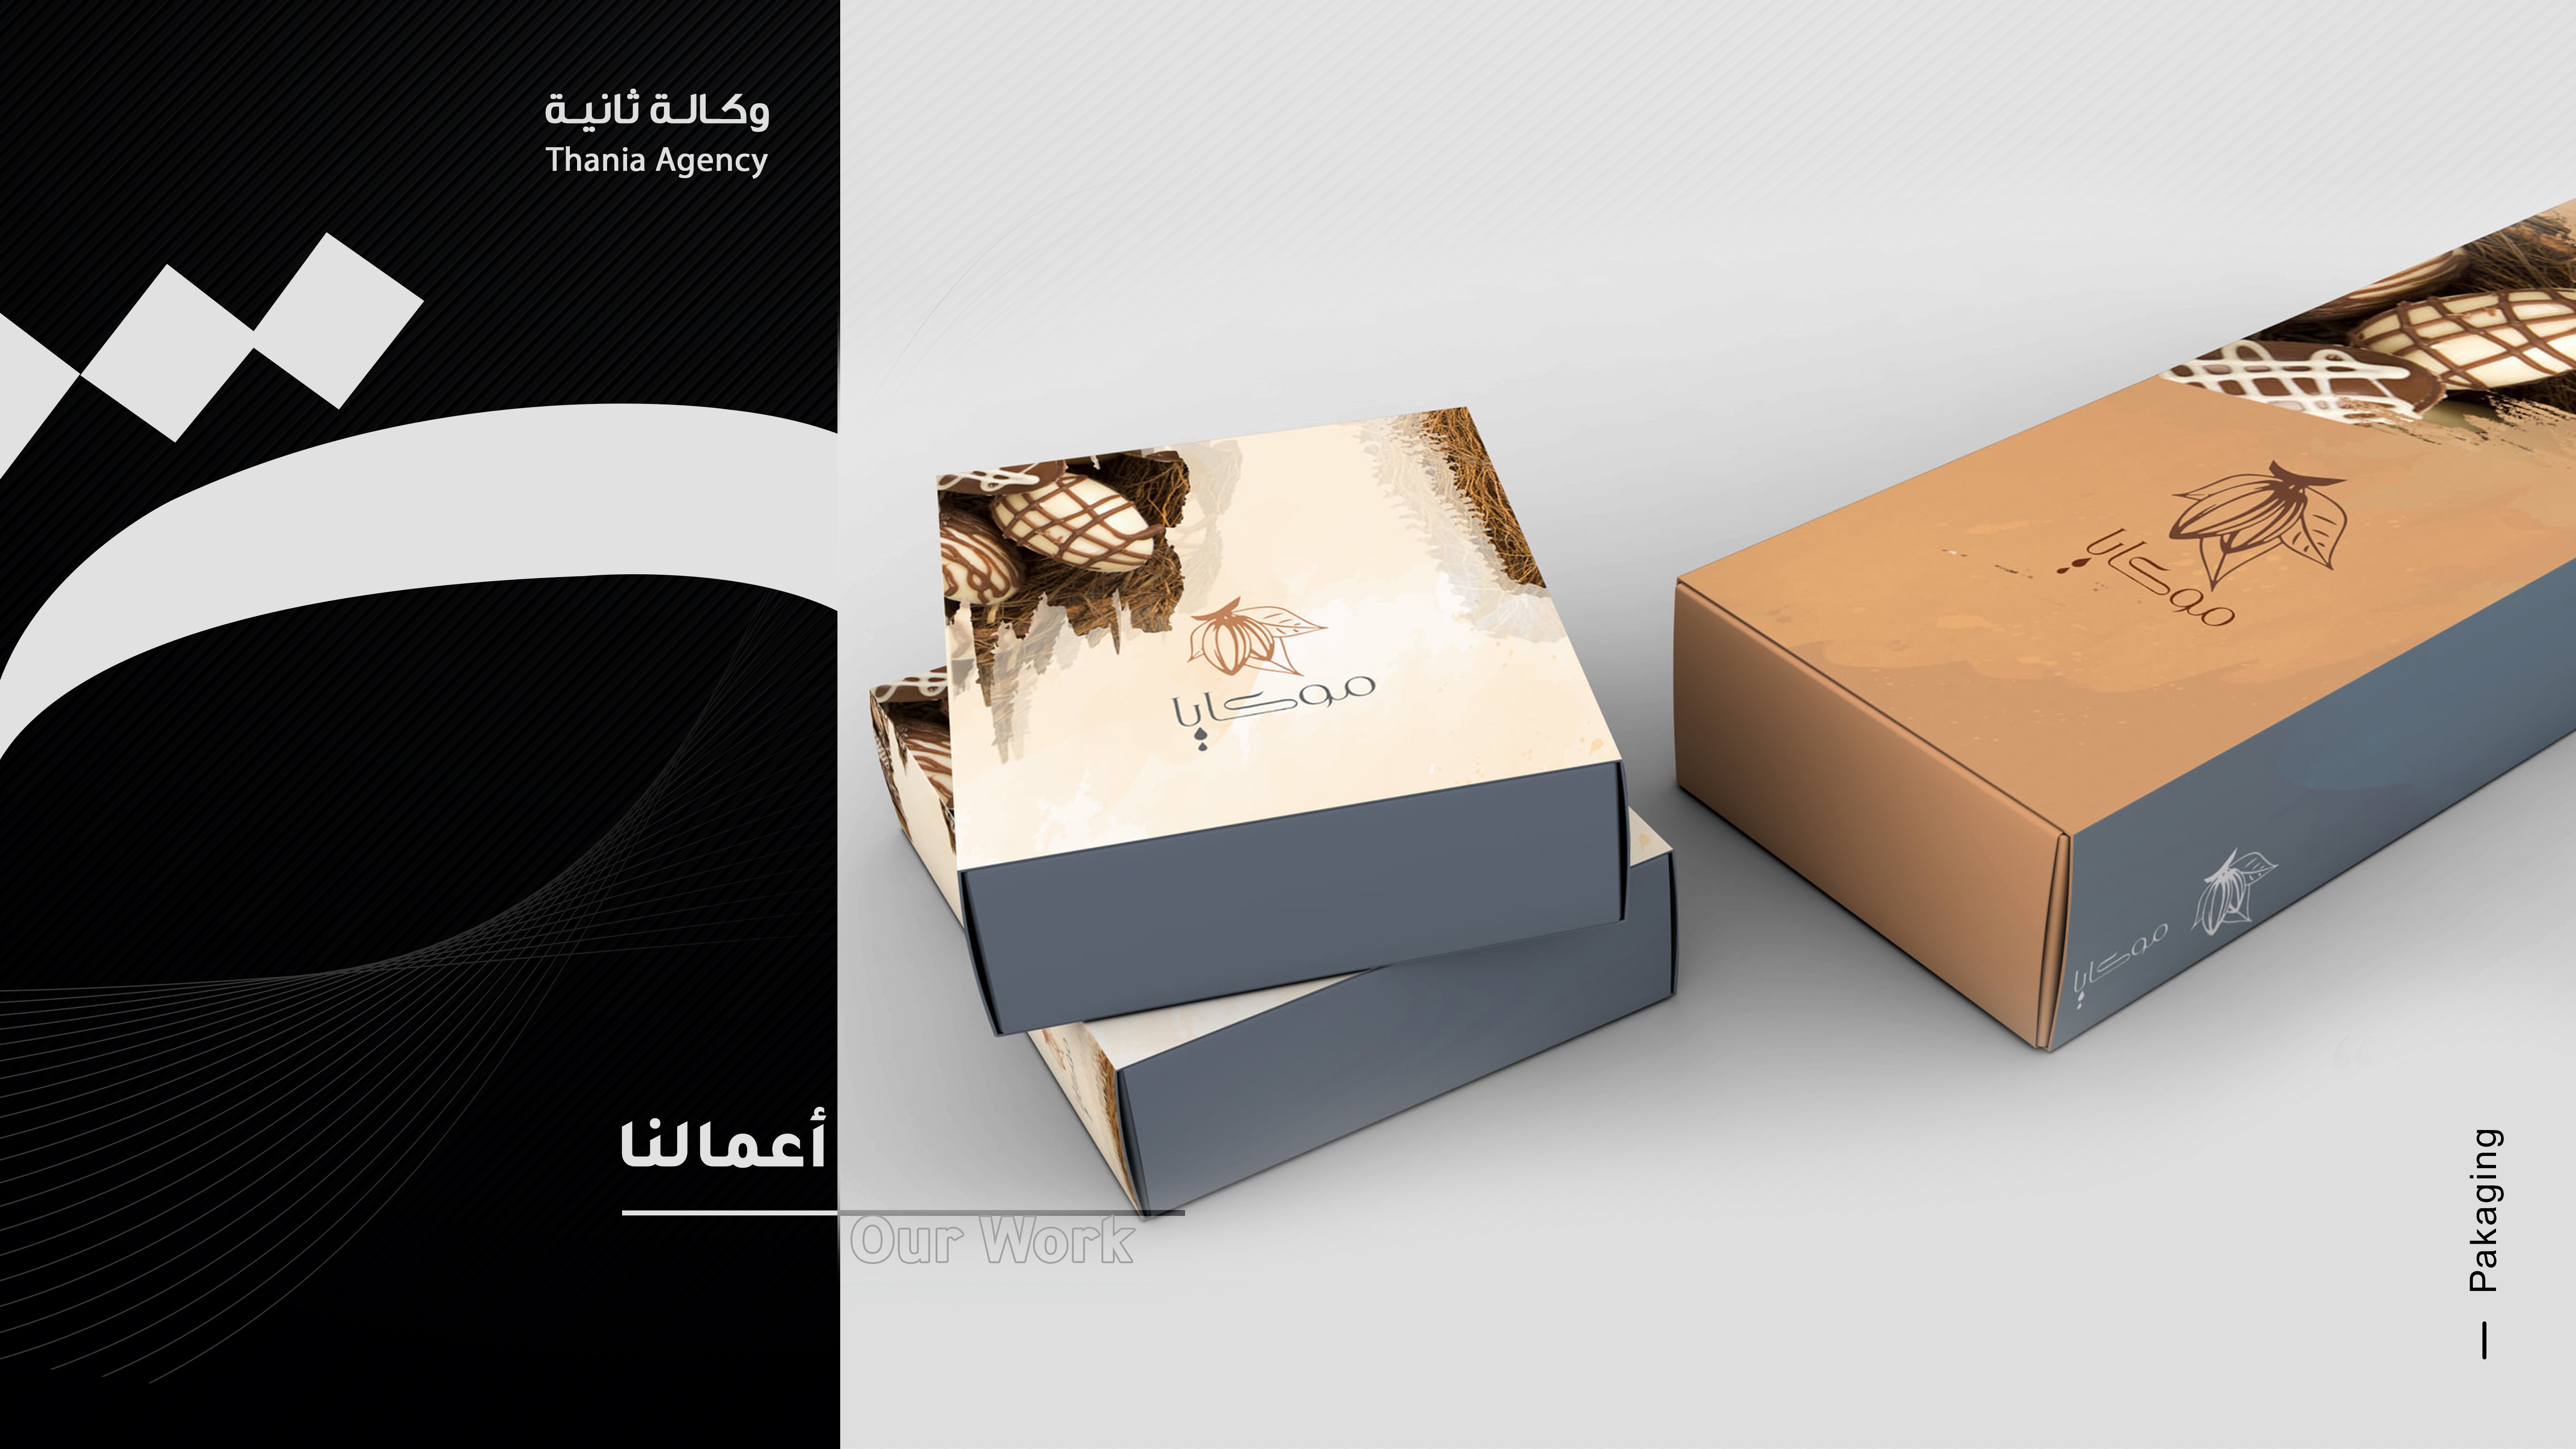 وكالة ثانية
Thania Agency
موكايا
موكايا
موكايا
أعمالنا
Our Work
Pakaging